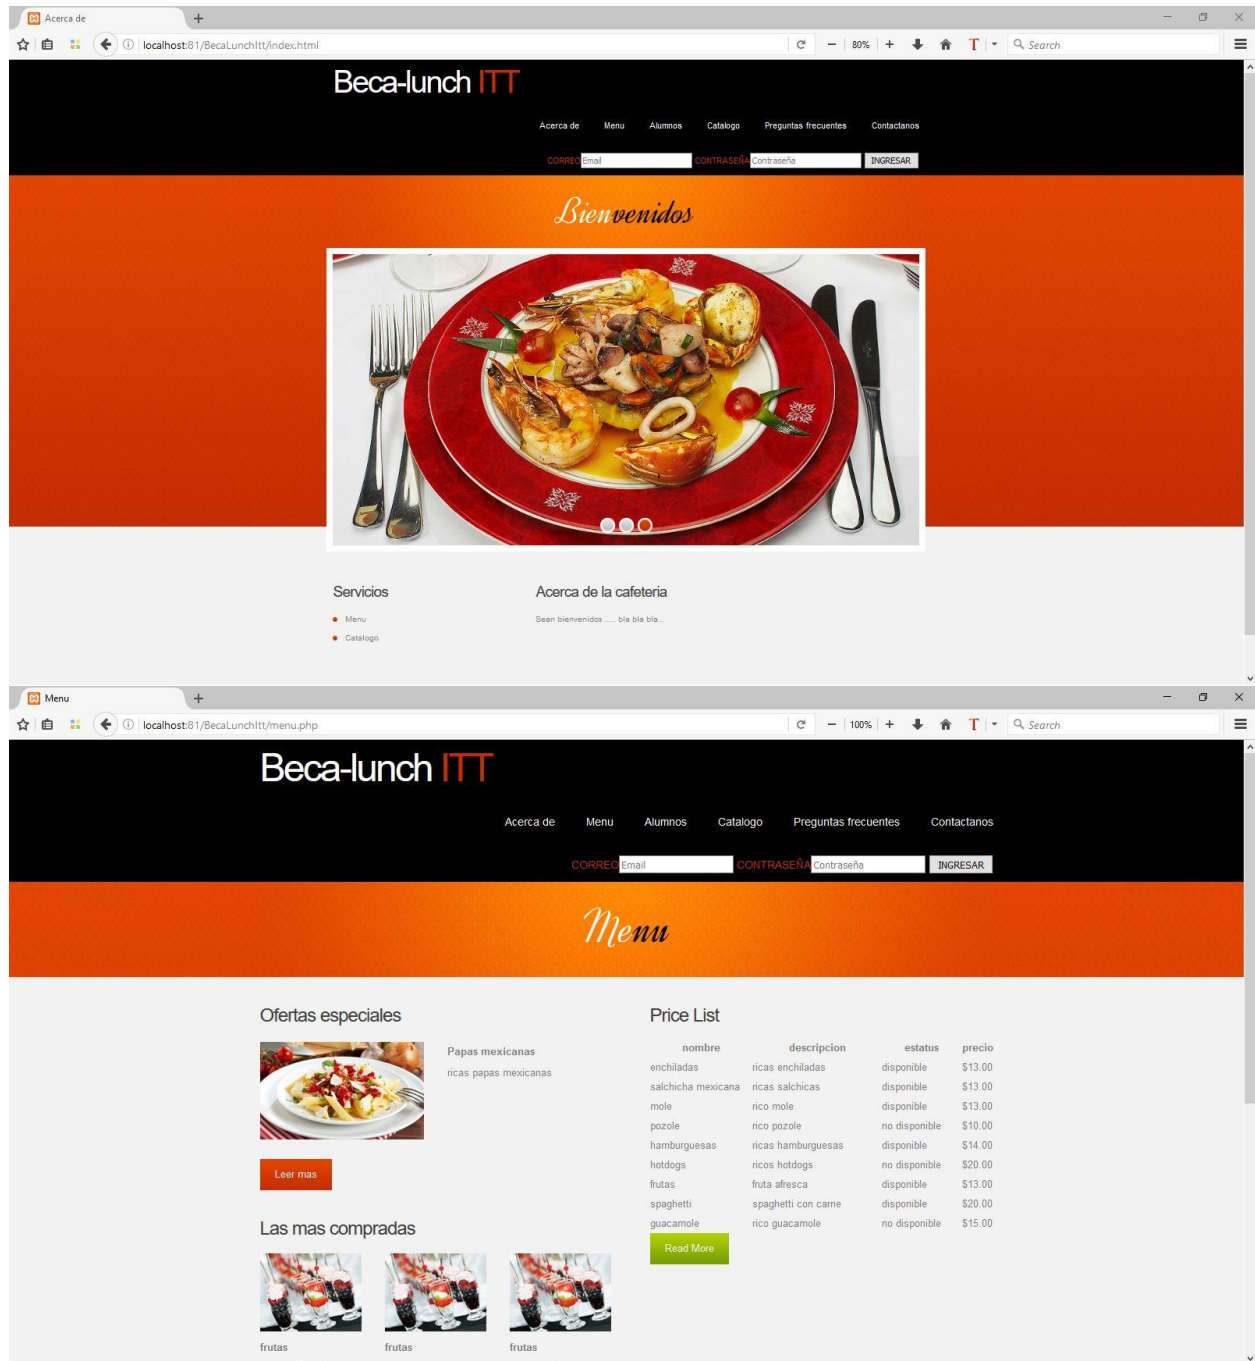 Acerca de
localhost:81/BecaLunchItt/index.html
80%
Search
Beca-lunch ITT
Acerca de Menu Alumnos Catalogo Preguntas frecuentes Contactanos
CORREO Email CONTRASEÑA Contraseña INGRESAR
Bienvenidos
Servicios
Menu
Catalogo
Acerca de la cafeteria
Sean bienvenidos ..... bla bla bla...
Menu
localhost:81/BecaLunchItt/menu.php
100%
Search
Beca-lunch ITT
Acerca de Menu Alumnos Catalogo Preguntas frecuentes Contactanos
CORREO Email CONTRASEÑA Contraseña INGRESAR
Menu
Ofertas especiales
Papas mexicanas
ricas papas mexicanas
Leer mas
Las mas compradas
frutas frutas frutas
Price List
nombre descripcion estatus precio
enchiladas ricas enchiladas disponible $13.00
salchicha mexicana ricas salchicas disponible $13.00
mole rico mole disponible $13.00
pozole rico pozole no disponible $10.00
hamburguesas ricas hamburguesas disponible $14.00
hotdogs ricos hotdogs no disponible $20.00
frutas fruta afresca disponible $13.00
spaghetti spaghetti con carne disponible $20.00
guacamole rico guacamole no disponible $15.00
Read More